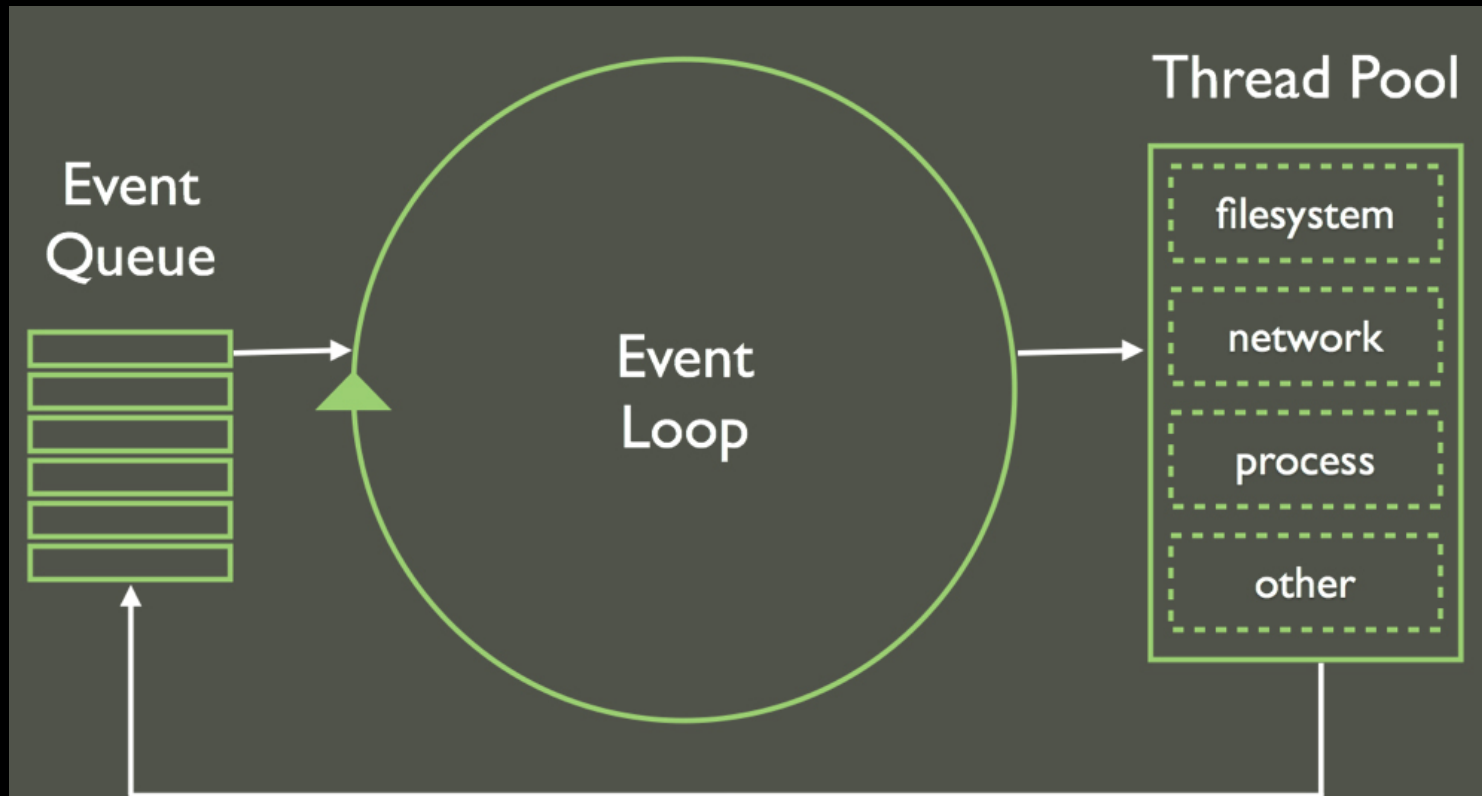 Event
Queue
Event
Loop
Thread Pool
filesystem
network
process
other